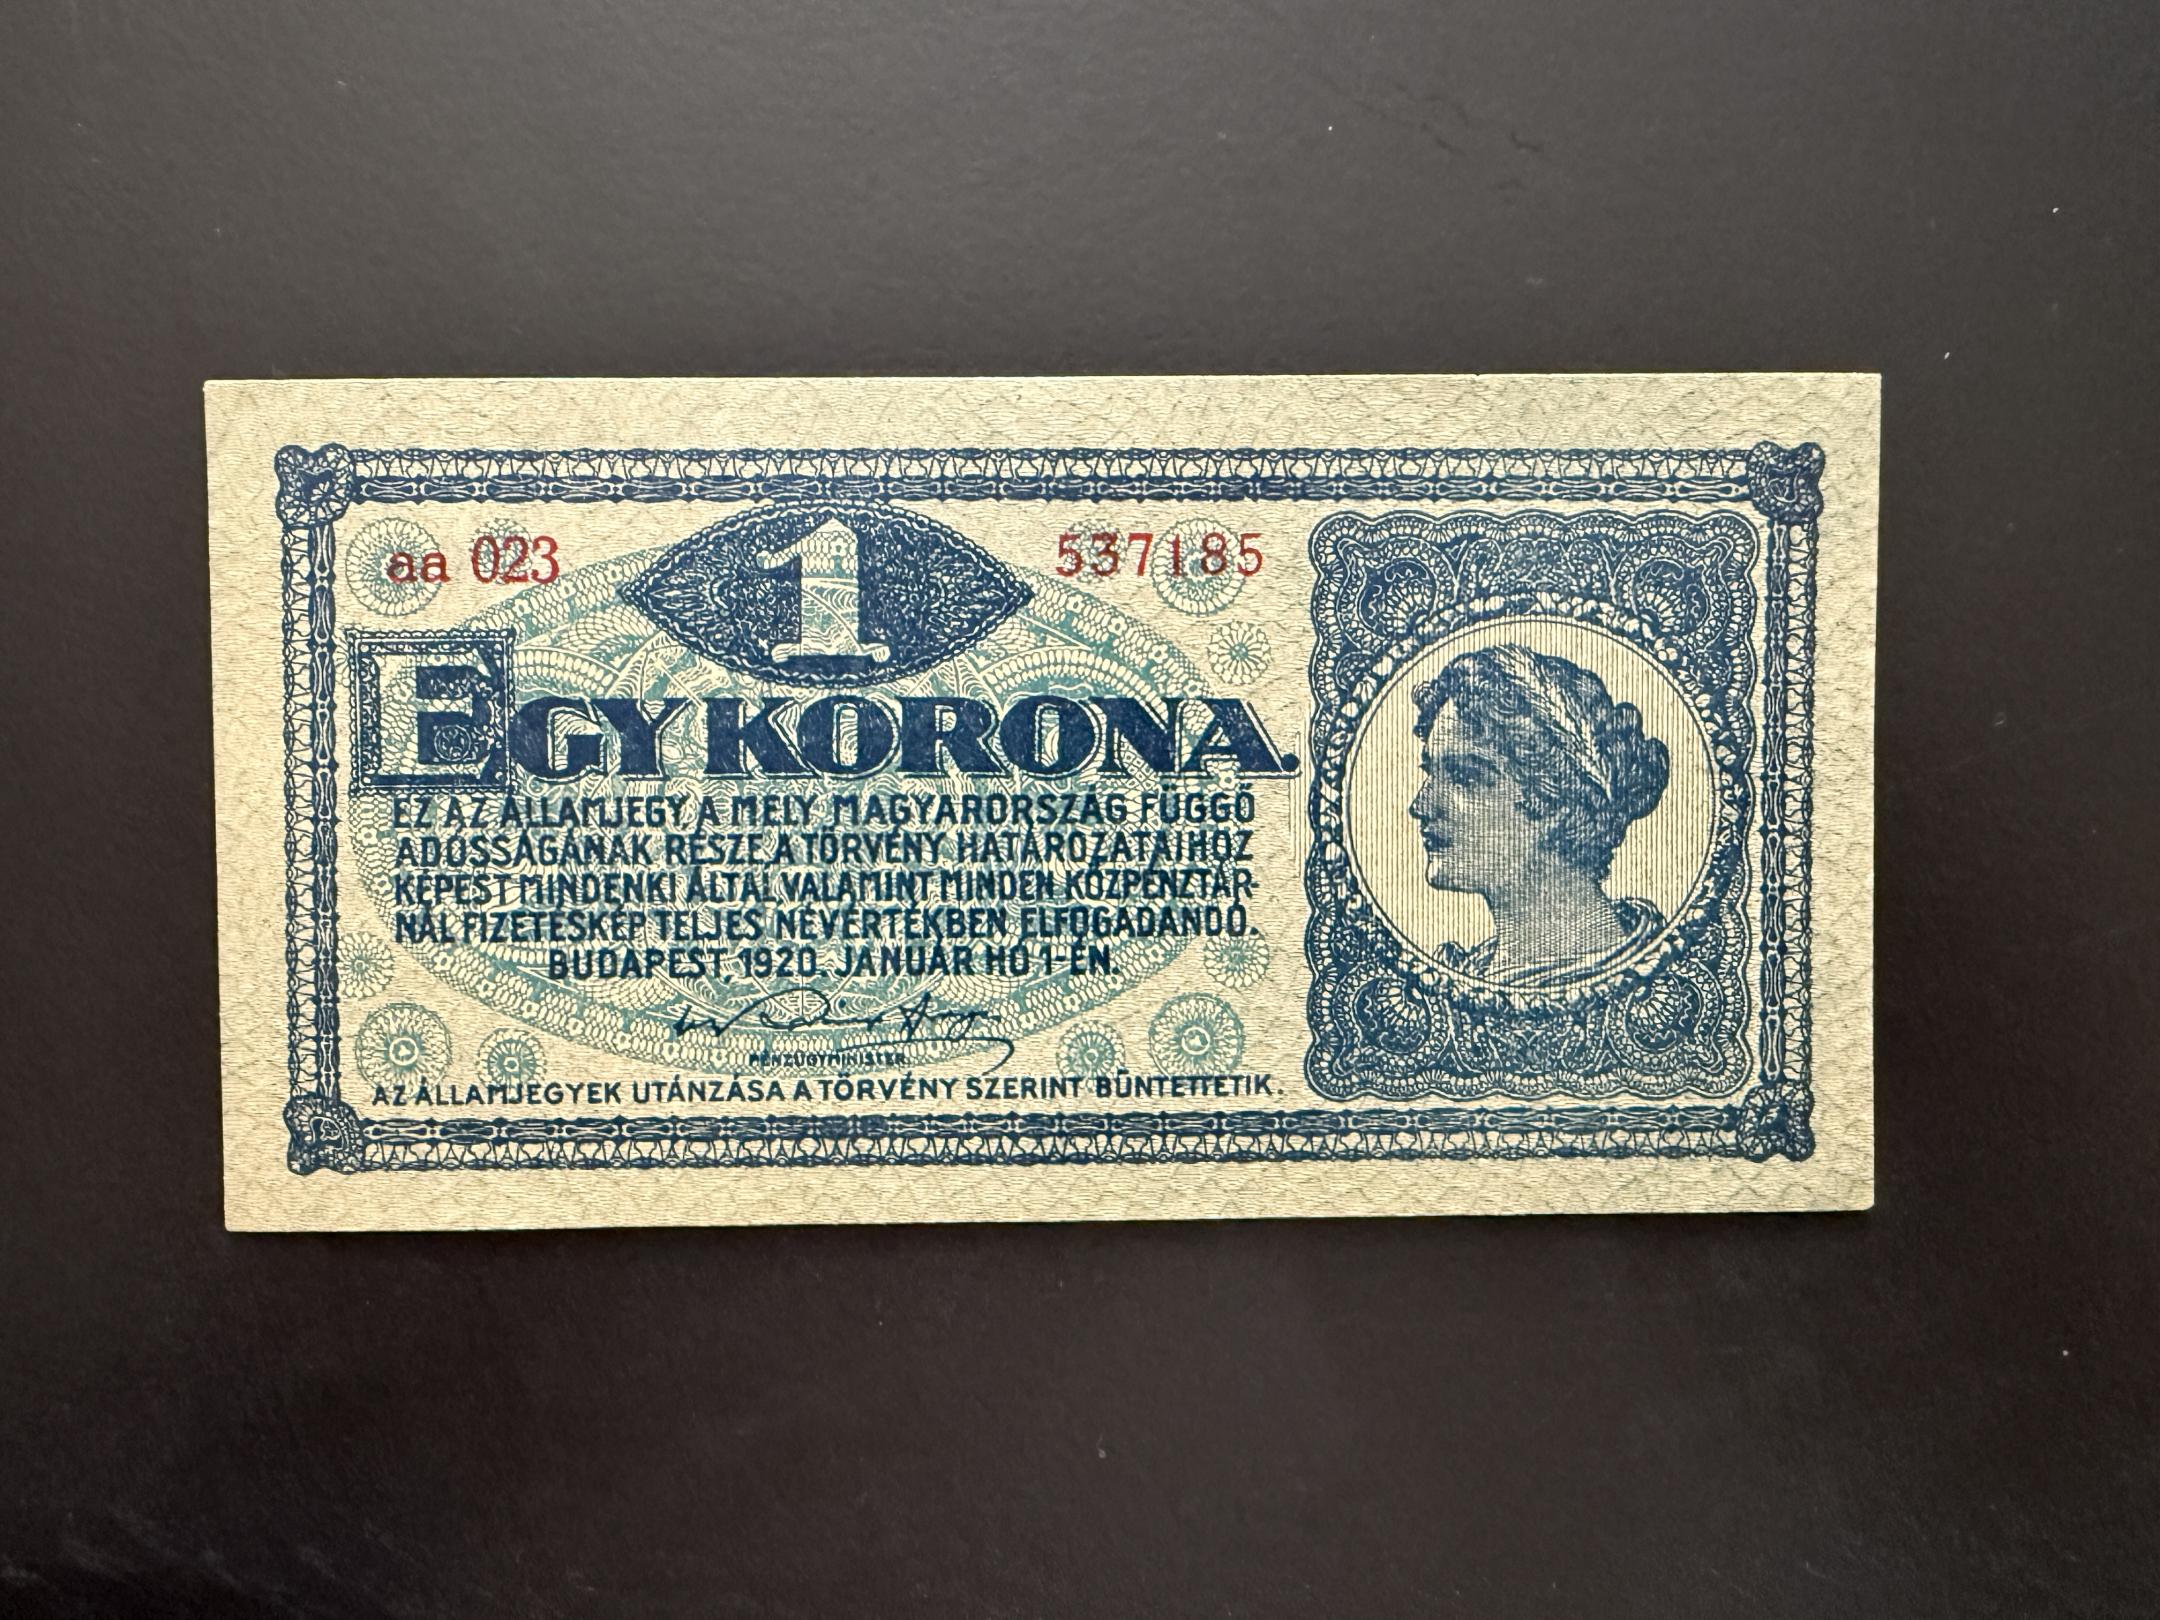 aa 023
1
537185
EGY KORONA.
EZ AZ ÁLLAMJEGY, A MELY MAGYARORSZÁG FÜGGŐ
ADÓSSÁGÁNAK RÉSZE, A TÖRVÉNY HATÁROZATAIHOZ
KÉPEST MINDENKI ÁLTAL, VALAMINT MINDEN KÖZPÉNZTÁR-
NÁL FIZETÉSKÉP TELJES NÉVÉRTÉKBEN ELFOGADANDÓ.
BUDAPEST, 1920. JANUÁR HÓ 1-ÉN.
PÉNZÜGYMINISTER
AZ ÁLLAMJEGYEK UTÁNZÁSA A TÖRVÉNY SZERINT BÜNTETTETIK.